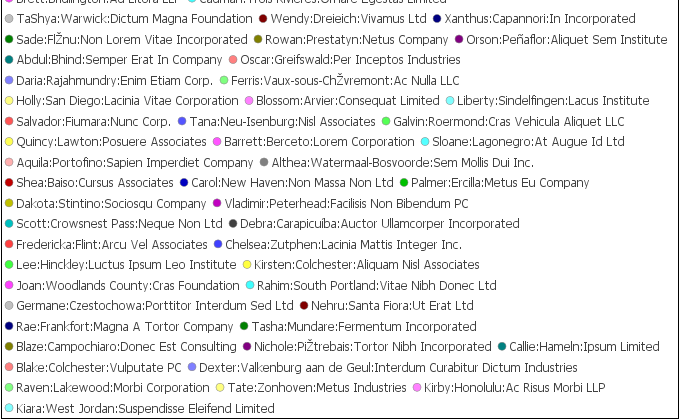 TaShya:Warwick:Dictum Magna Foundation Wendy:Dreieich:Vivamus Ltd Xanthus:Capannori:In Incorporated
Sade:FlŽnu:Non Lorem Vitae Incorporated Rowan:Prestatyn:Netus Company Orson:Peñaflor:Aliquet Sem Institute
Abdul:Bhind:Semper Erat In Company Oscar:Greifswald:Per Inceptos Industries
Daria:Rajahmundry:Enim Etiam Corp. Ferris:Vaux-sous-ChŽvremont:Ac Nulla LLC
Holly:San Diego:Lacinia Vitae Corporation Blossom:Arvier:Consequat Limited Liberty:Sindelfingen:Lacus Institute
Salvador:Fiumara:Nunc Corp. Tana:Neu-Isenburg:Nisl Associates Galvin:Roermond:Cras Vehicula Aliquet LLC
Quincy:Lawton:Posuere Associates Barrett:Berceto:Lorem Corporation Sloane:Lagonegro:At Augue Id Ltd
Aquila:Portofino:Sapien Imperdiet Company Althea:Watermaal-Bosvoorde:Sem Mollis Dui Inc.
Shea:Baiso:Cursus Associates Carol:New Haven:Non Massa Non Ltd Palmer:Ercilla:Metus Eu Company
Dakota:Stintino:Sociosqu Company Vladimir:Peterhead:Facilisis Non Bibendum PC
Scott:Crowsnest Pass:Neque Non Ltd Debra:Carapicuíba:Auctor Ullamcorper Incorporated
Fredericka:Flint:Arcu Vel Associates Chelsea:Zutphen:Lacinia Mattis Integer Inc.
Lee:Hinckley:Luctus Ipsum Leo Institute Kirsten:Colchester:Aliquam Nisl Associates
Joan:Woodlands County:Cras Foundation Rahim:South Portland:Vitae Nibh Donec Ltd
Germane:Czestochowa:Porttitor Interdum Sed Ltd Nehru:Santa Fiora:Ut Erat Ltd
Rae:Frankfort:Magna A Tortor Company Tasha:Mundare:Fermentum Incorporated
Blaze:Campochiaro:Donec Est Consulting Nichole:PiŽtrebais:Tortor Nibh Incorporated Callie:Hameln:Ipsum Limited
Blake:Colchester:Vulputate PC Dexter:Valkenburg aan de Geul:Interdum Curabitur Dictum Industries
Raven:Lakewood:Morbi Corporation Tate:Zonhoven:Metus Industries Kirby:Honolulu:Ac Risus Morbi LLP
Kiara:West Jordan:Suspendisse Eleifend Limited